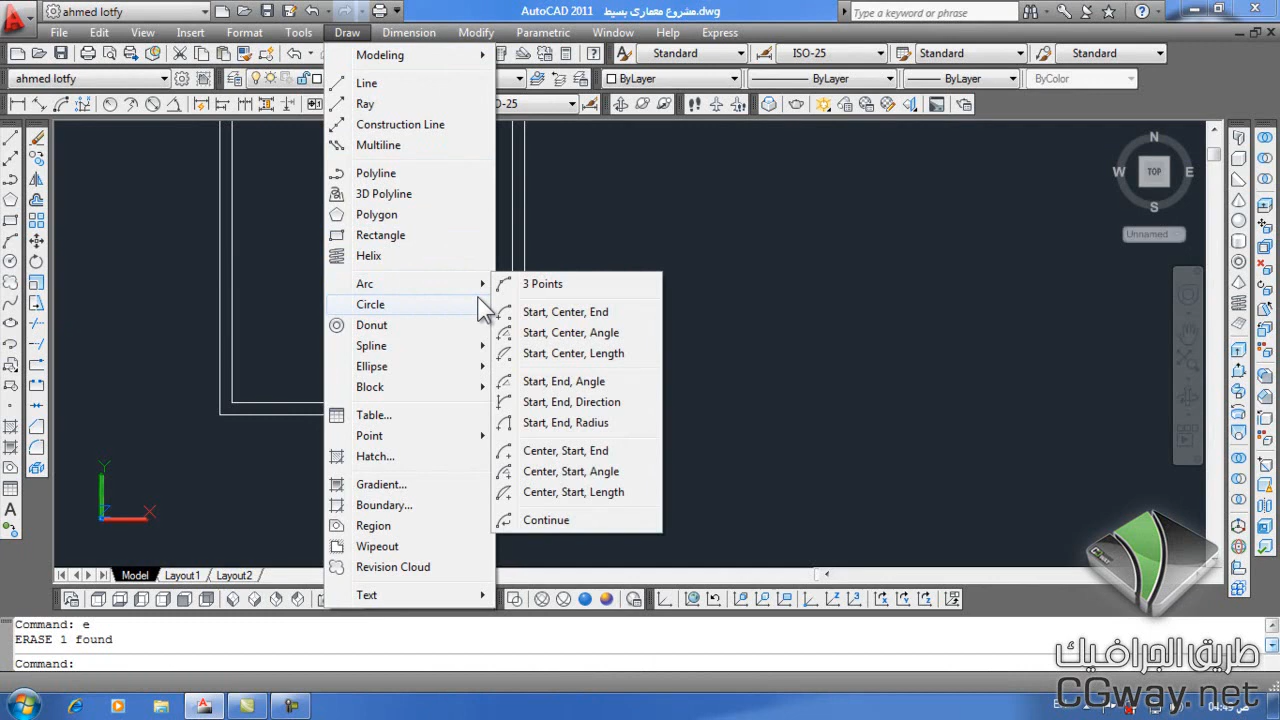 ahmed lotfy
AutoCAD 2011 مشروع معمارى بسيط.dwg
Type a keyword or phrase
File Edit View Insert Format Tools Draw Dimension Modify Parametric Window Help Express
Standard ISO-25 Standard Standard
ahmed lotfy ByLayer ByLayer ByLayer ByColor
O-25
Modeling
Line
Ray
Construction Line
Multiline
Polyline
3D Polyline
Polygon
Rectangle
Helix
Arc
Circle
Donut
Spline
Ellipse
Block
Table...
Point
Hatch...
Gradient...
Boundary...
Region
Wipeout
Revision Cloud
Text
3 Points
Start, Center, End
Start, Center, Angle
Start, Center, Length
Start, End, Angle
Start, End, Direction
Start, End, Radius
Center, Start, End
Center, Start, Angle
Center, Start, Length
Continue
N
W TOP E
S
Unnamed
Y
X
Model Layout1 Layout2
Command: e
ERASE 1 found
Command:
طريق الجرافيك
CGway.net
04:49 ص